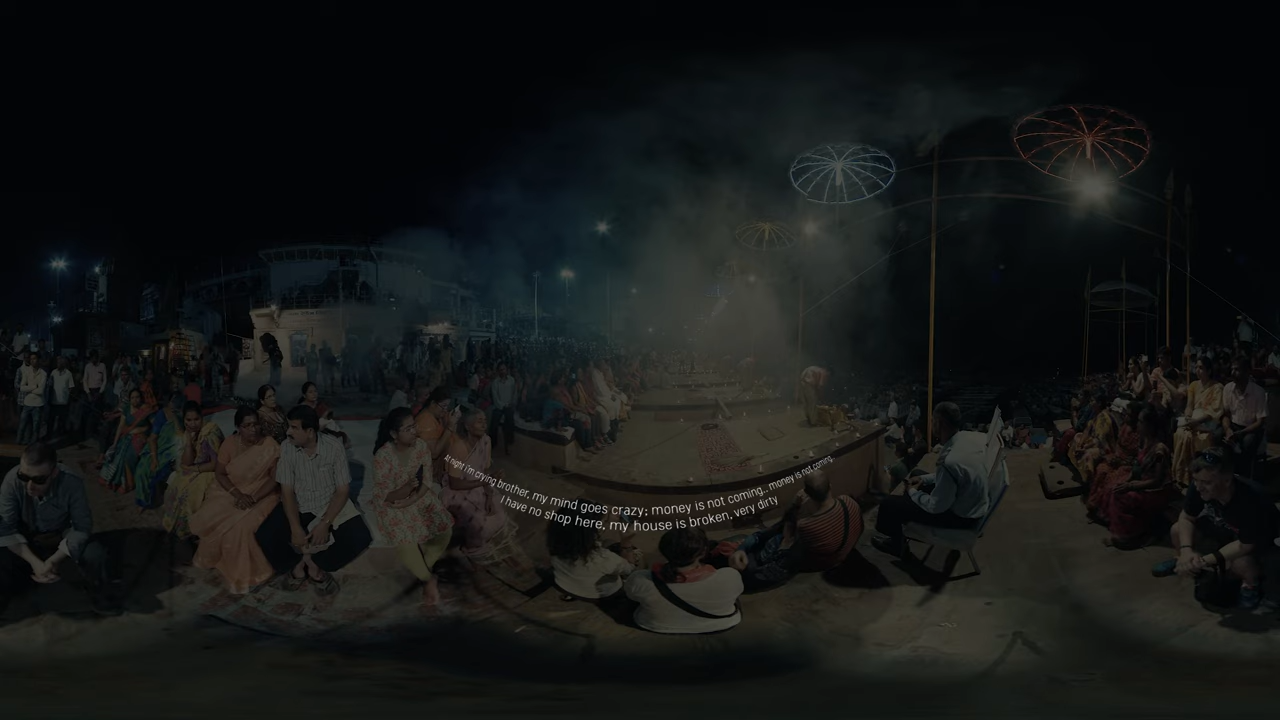 At night i'm crying brother, my mind goes crazy; money is not coming.. money is not coming..
I have no shop here, my house is broken, very dirty